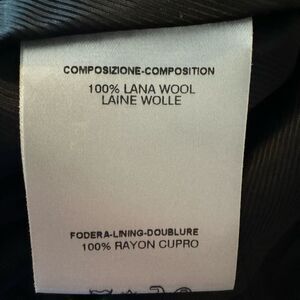 COMPOSIZIONE-COMPOSITION
100% LANA WOOL
LAINE WOLLE
FODERA-LINING-DOUBLURE
100% RAYON CUPRO